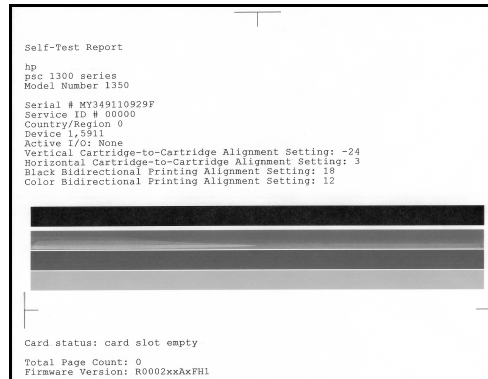 Self-Test Report
hp
psc 1300 series
Model Number 1350
Serial # MY349110929F
Service ID # 00000
Country/Region 0
Device 1,5911
Active I/O: None
Vertical Cartridge-to-Cartridge Alignment Setting: -24
Horizontal Cartridge-to-Cartridge Alignment Setting: 3
Black Bidirectional Printing Alignment Setting: 18
Color Bidirectional Printing Alignment Setting: 12
Card status: card slot empty
Total Page Count: 0
Firmware Version: R0002xxAxFH1